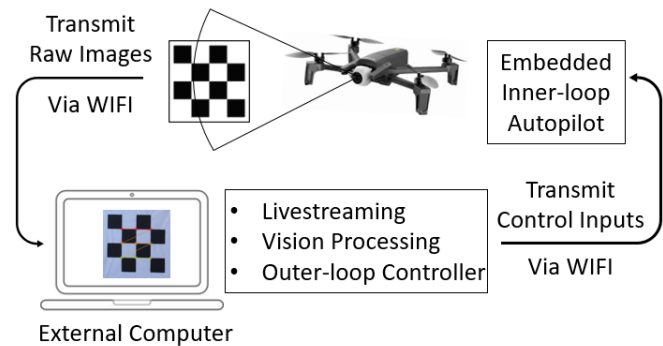 Transmit
Raw Images
Via WIFI
Embedded
Inner-loop
Autopilot
• Livestreaming
• Vision Processing
• Outer-loop Controller
Transmit
Control Inputs
Via WIFI
External Computer